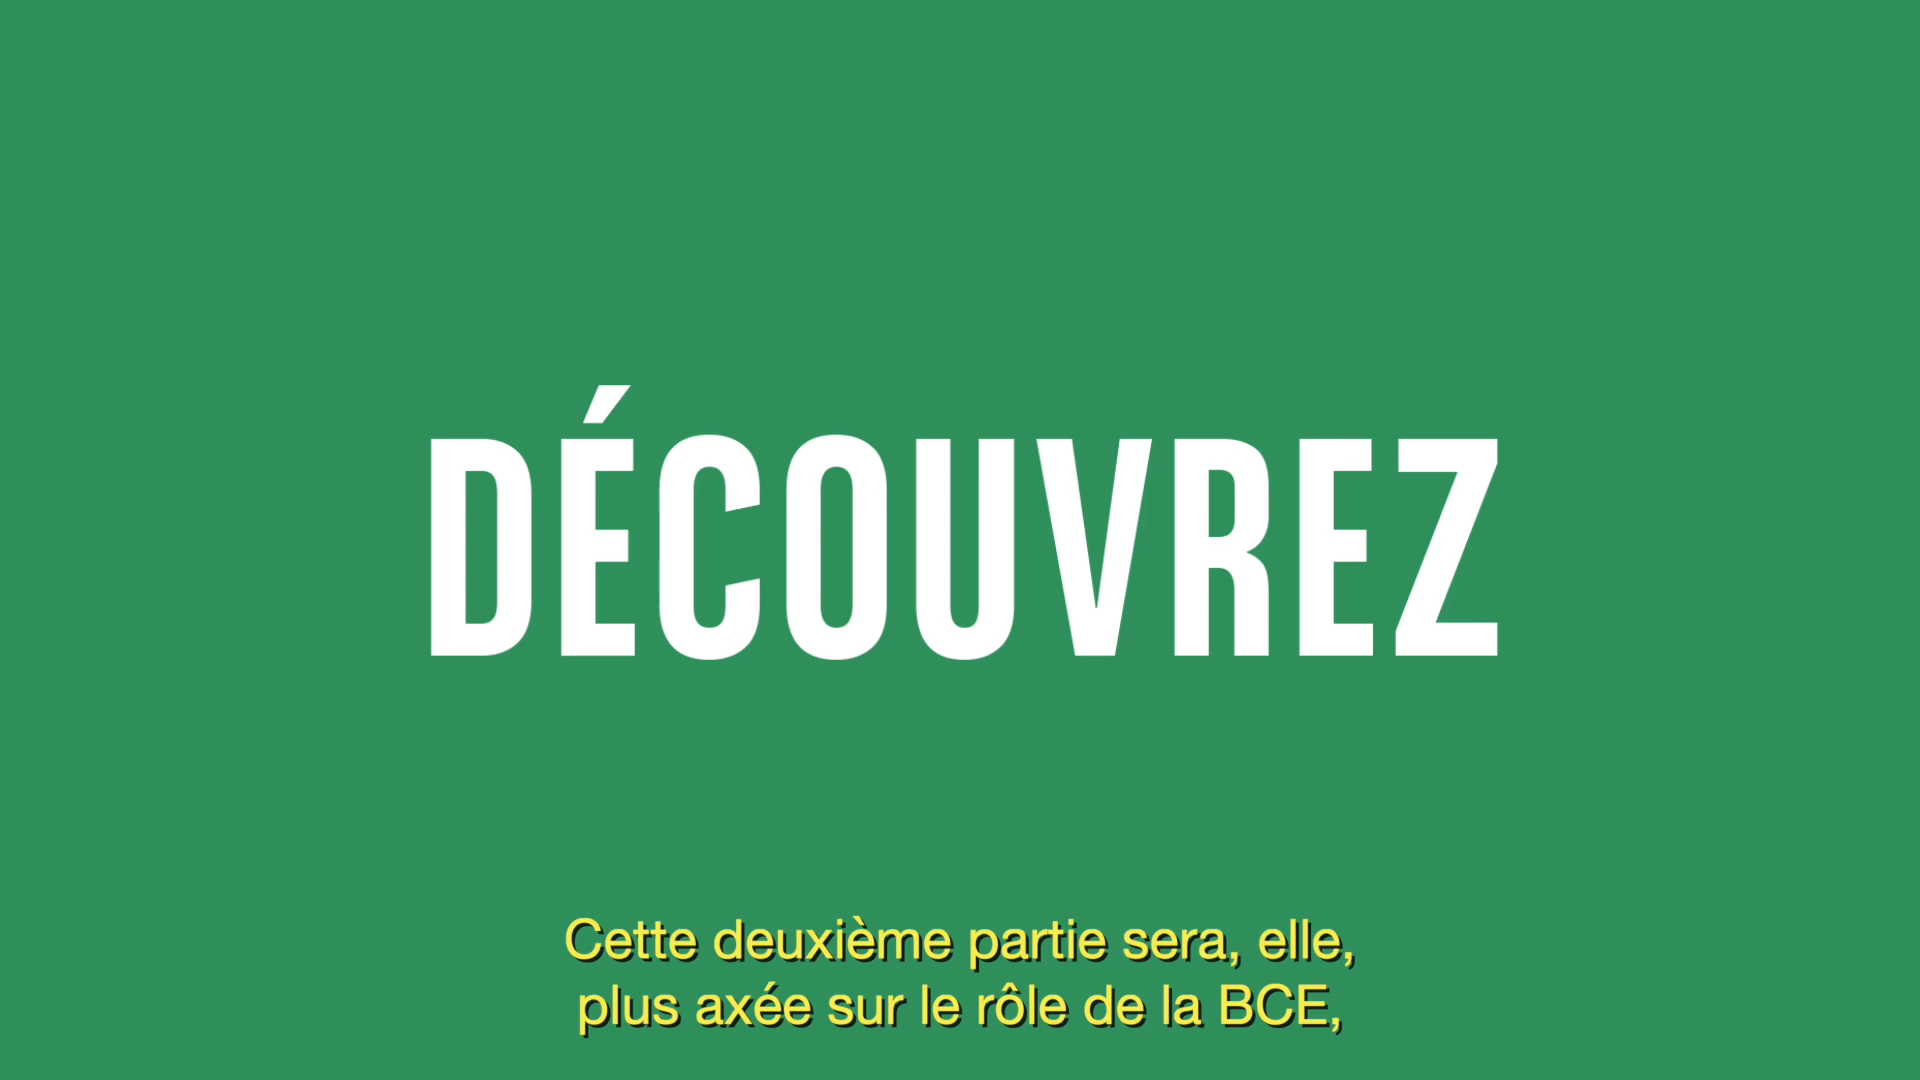 DÉCOUVREZ
Cette deuxième partie sera, elle,
plus axée sur le rôle de la BCE,